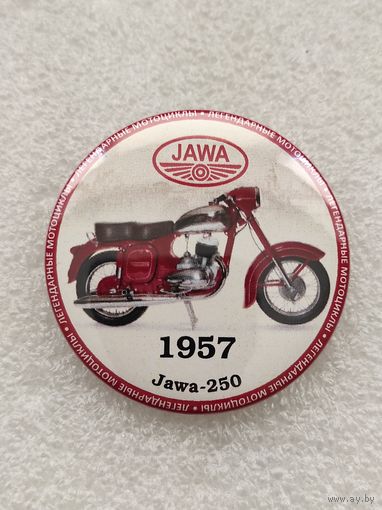 ЛЕГЕНДАРНЫЕ МОТОЦИКЛЫ • ЛЕГЕНДАРНЫЕ МОТОЦИКЛЫ • ЛЕГЕНДАРНЫЕ МОТОЦИКЛЫ • ЛЕГЕНДАРНЫЕ МОТОЦИКЛЫ •
JAWA
1957
Jawa-250
www.ay.by